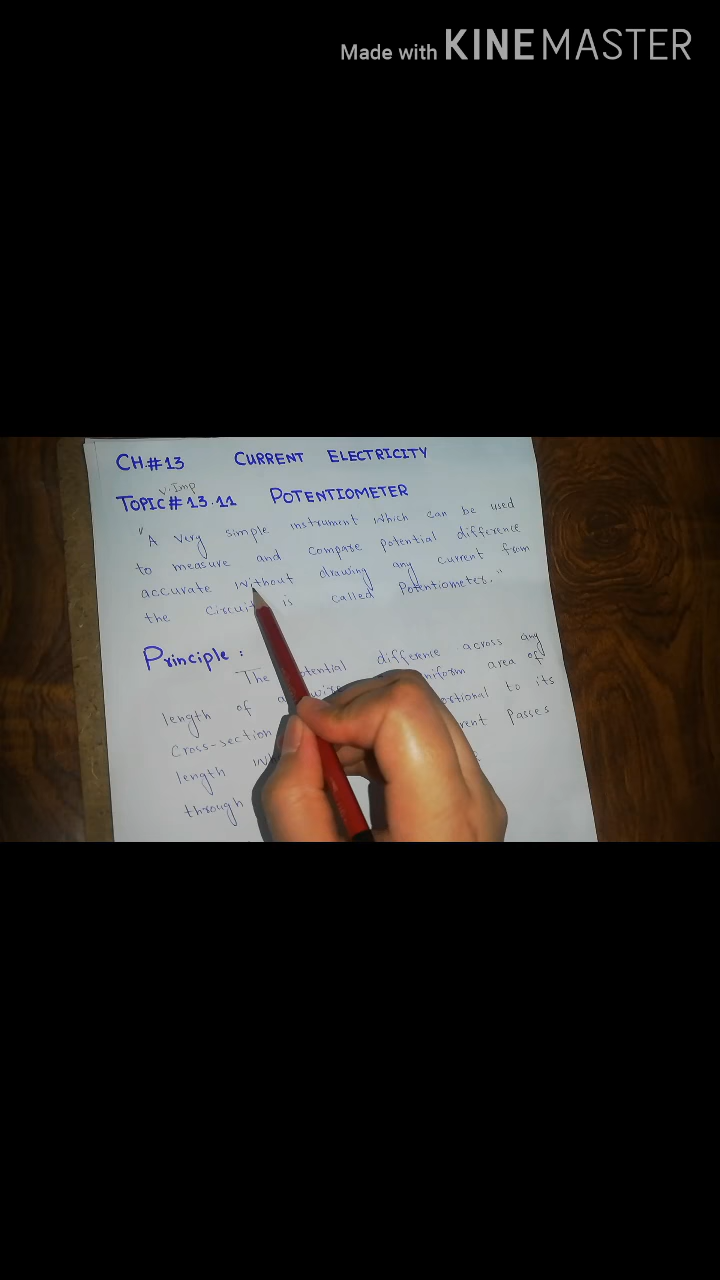 Made with KINEMASTER
CH.#13 CURRENT ELECTRICITY
V.Imp
TOPIC#13.11 POTENTIOMETER
"A Very simple instrument which can be used
to measure and compare potential difference
accurate without drawing any current from
the Circuit is called Potentiometer."
Principle:
The potential difference across any
length of a wire uniform area of
Cross-section its
length Passes
through